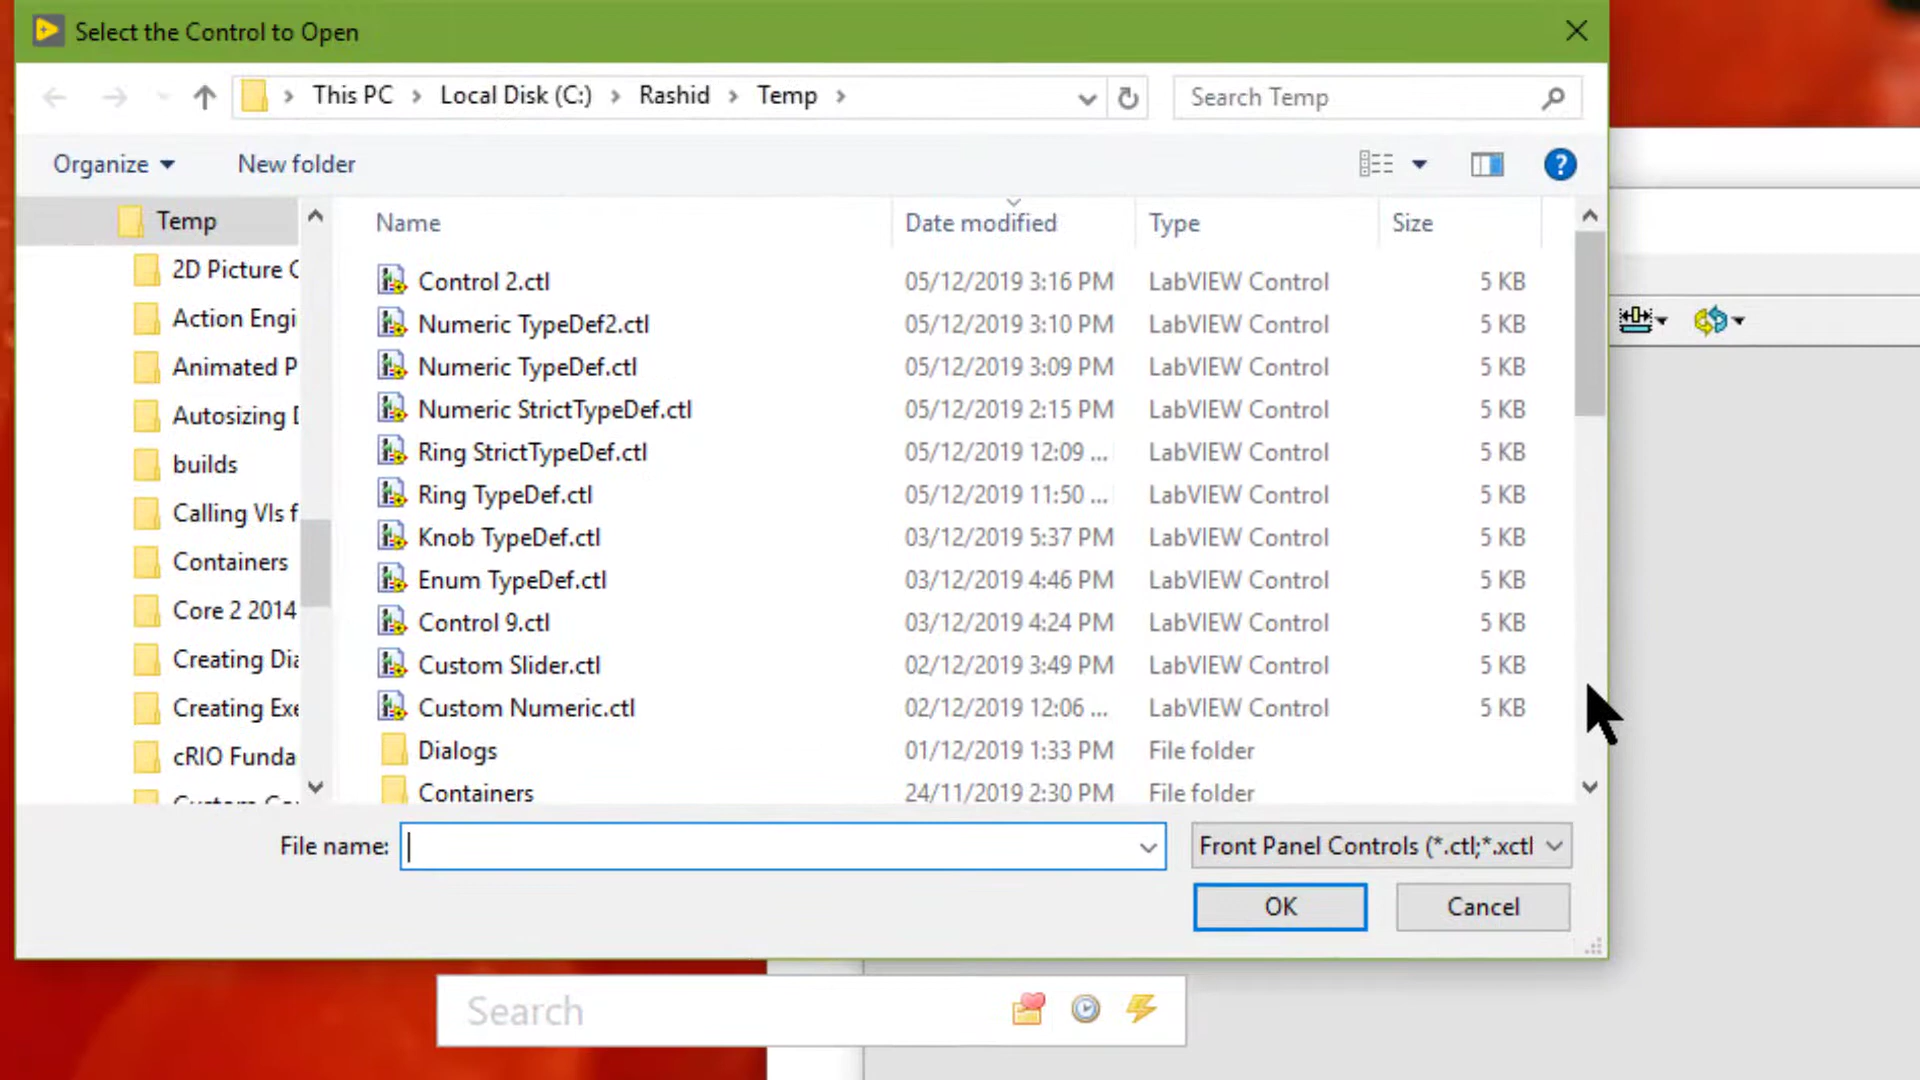 Select the Control to Open
This PC > Local Disk (C:) > Rashid > Temp >
Search Temp
Organize
New folder
?
Temp
2D Picture C
Action Engi
Animated P
Autosizing D
builds
Calling VIs f
Containers
Core 2 2014
Creating Dia
Creating Exe
cRIO Funda
Name Date modified Type Size
Control 2.ctl 05/12/2019 3:16 PM LabVIEW Control 5 KB
Numeric TypeDef2.ctl 05/12/2019 3:10 PM LabVIEW Control 5 KB
Numeric TypeDef.ctl 05/12/2019 3:09 PM LabVIEW Control 5 KB
Numeric StrictTypeDef.ctl 05/12/2019 2:15 PM LabVIEW Control 5 KB
Ring StrictTypeDef.ctl 05/12/2019 12:09 ... LabVIEW Control 5 KB
Ring TypeDef.ctl 05/12/2019 11:50 ... LabVIEW Control 5 KB
Knob TypeDef.ctl 03/12/2019 5:37 PM LabVIEW Control 5 KB
Enum TypeDef.ctl 03/12/2019 4:46 PM LabVIEW Control 5 KB
Control 9.ctl 03/12/2019 4:24 PM LabVIEW Control 5 KB
Custom Slider.ctl 02/12/2019 3:49 PM LabVIEW Control 5 KB
Custom Numeric.ctl 02/12/2019 12:06 ... LabVIEW Control 5 KB
Dialogs 01/12/2019 1:33 PM File folder
Containers 24/11/2019 2:30 PM File folder
File name:
Front Panel Controls (*.ctl;*.xctl
OK
Cancel
Search